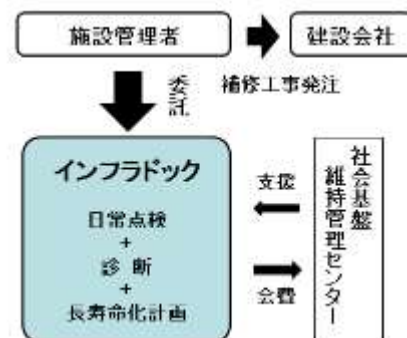 施設管理者
建設会社
委託
補修工事発注
インフラドック
日常点検
+
診断
+
長寿命化計画
支援
会費
社会基盤
維持管理センター